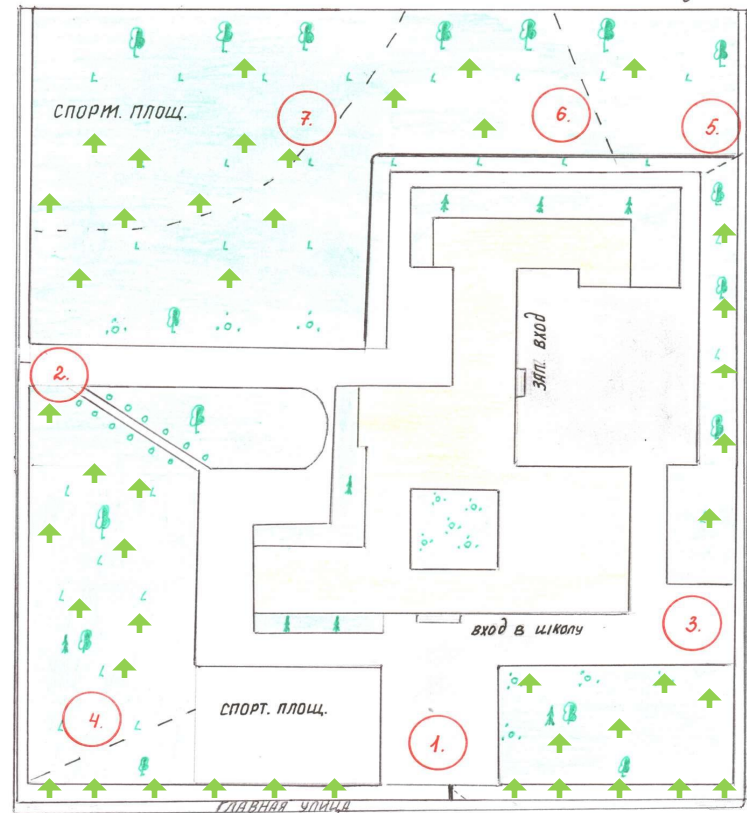 СПОРТ. ПЛОЩ.
7.
6.
5.
ЗАП. ВХОД
2.
3.
ВХОД В ШКОЛУ
4.
СПОРТ. ПЛОЩ.
1.
ГЛАВНАЯ УЛИЦА